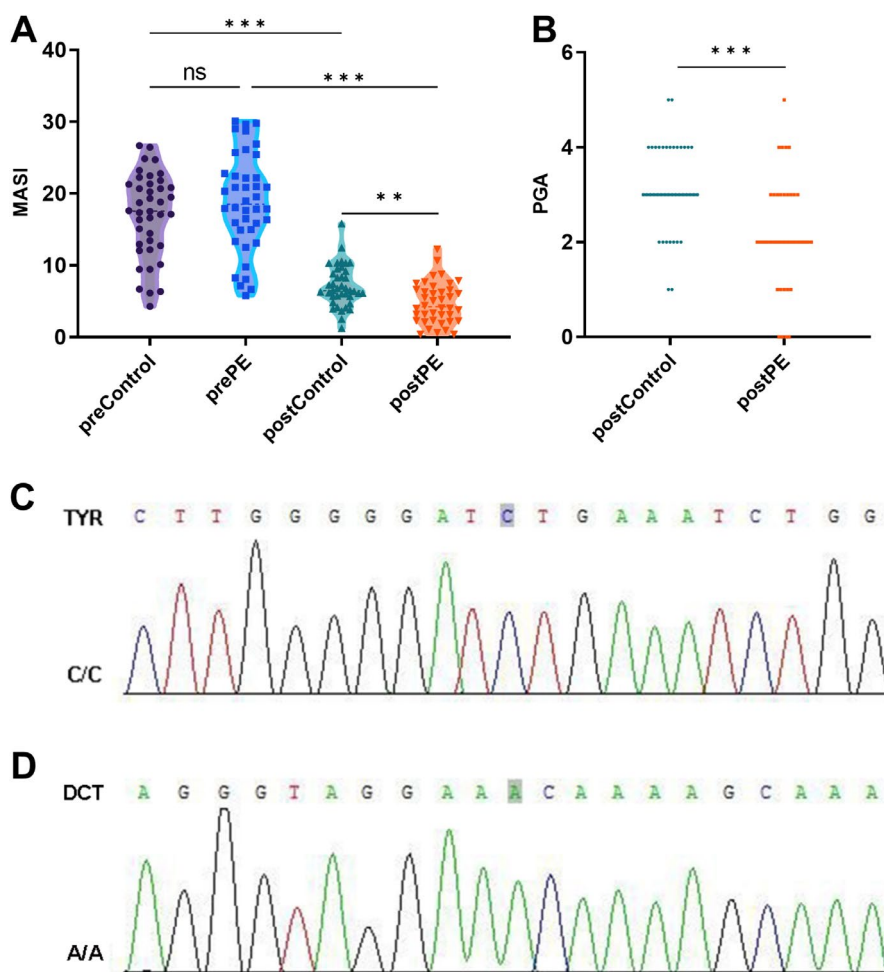 A
MASI
40
30
20
10
0
***
ns
***
**
preControl
prePE
postControl
postPE
B
PGA
6
4
2
0
***
postControl
postPE
C
TYR C T T G G G G G A T C T G A A A T C T G G
C/C
D
DCT A G G G T A G G A A A C A A A A G C A A A
A/A